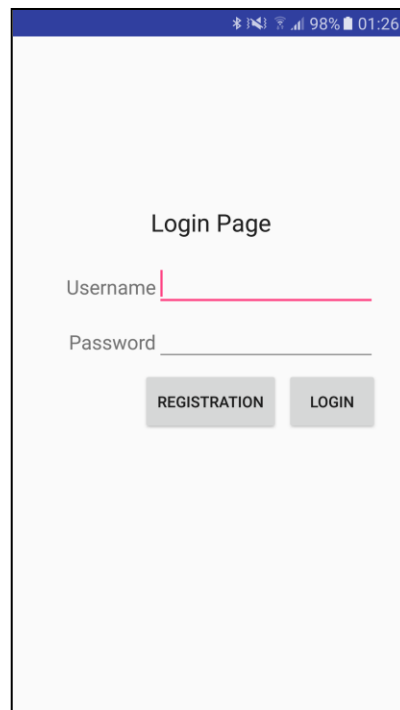 98% 01:26
Login Page
Username
Password
REGISTRATION LOGIN